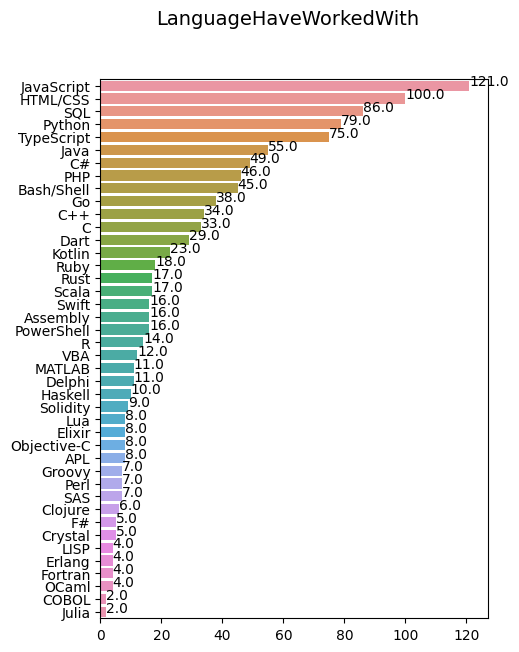 LanguageHaveWorkedWith
JavaScript 121.0
HTML/CSS 100.0
SQL 86.0
Python 79.0
TypeScript 75.0
Java 55.0
C# 49.0
PHP 46.0
Bash/Shell 45.0
Go 38.0
C++ 34.0
C 33.0
Dart 29.0
Kotlin 23.0
Ruby 18.0
Rust 17.0
Scala 17.0
Swift 16.0
Assembly 16.0
PowerShell 16.0
R 14.0
VBA 12.0
MATLAB 11.0
Delphi 11.0
Haskell 10.0
Solidity 9.0
Lua 8.0
Elixir 8.0
Objective-C 8.0
APL 8.0
Groovy 7.0
Perl 7.0
SAS 7.0
Clojure 6.0
F# 5.0
Crystal 5.0
LISP 4.0
Erlang 4.0
Fortran 4.0
OCaml 4.0
COBOL 2.0
Julia 2.0
0 20 40 60 80 100 120